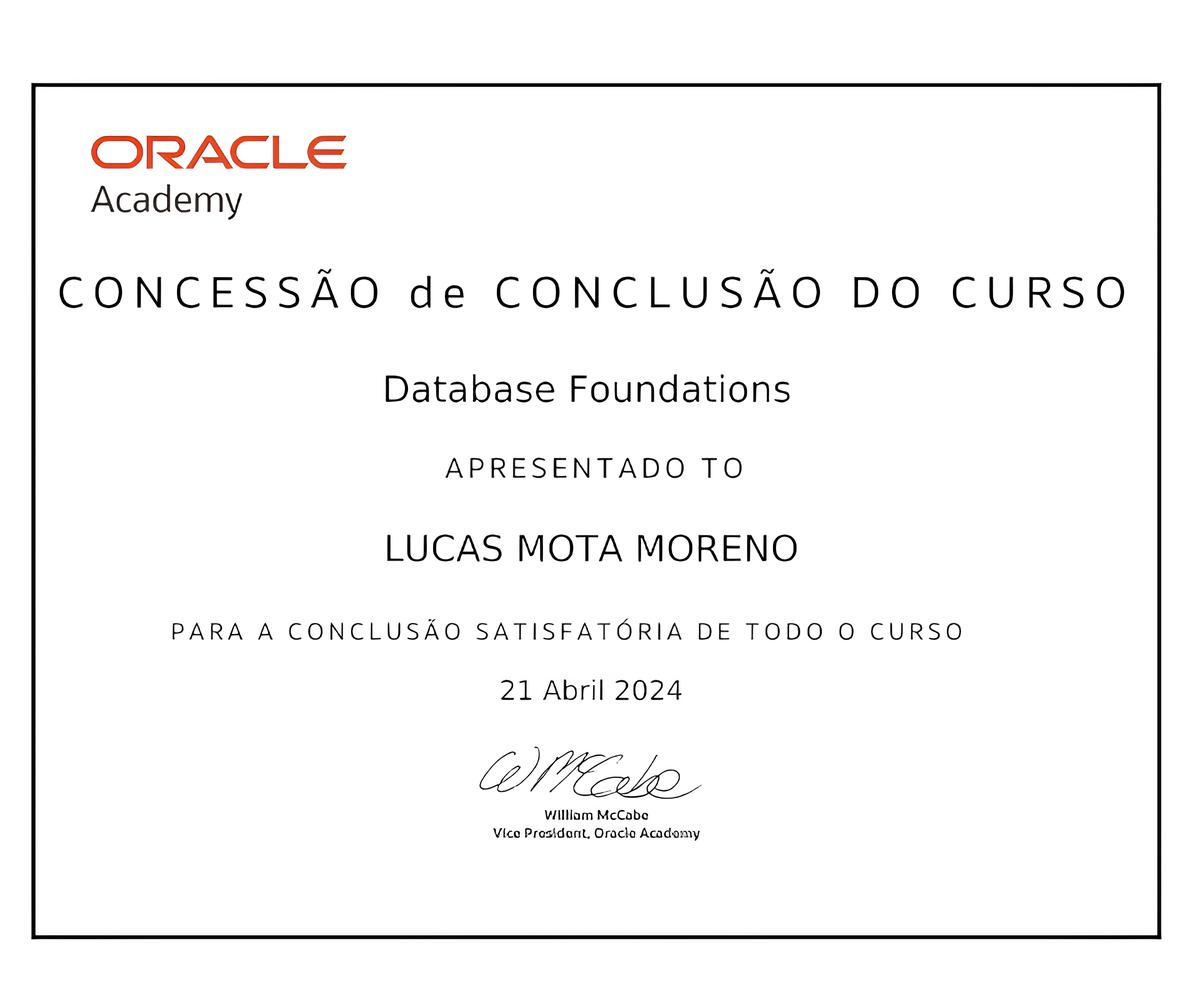 ORACLE
Academy
CONCESSÃO de CONCLUSÃO DO CURSO
Database Foundations
APRESENTADO TO
LUCAS MOTA MORENO
PARA A CONCLUSÃO SATISFATÓRIA DE TODO O CURSO
21 Abril 2024
W McCabe
William McCabe
Vice President, Oracle Academy